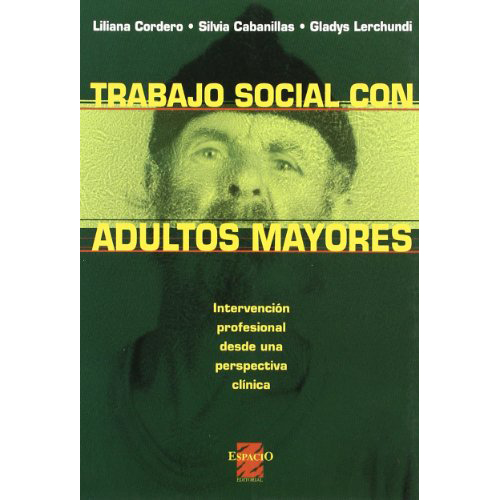 Liliana Cordero • Silvia Cabanillas • Gladys Lerchundi
TRABAJO SOCIAL CON
ADULTOS MAYORES
Intervención
profesional
desde una
perspectiva
clínica
ESPACIO
EDITORIAL